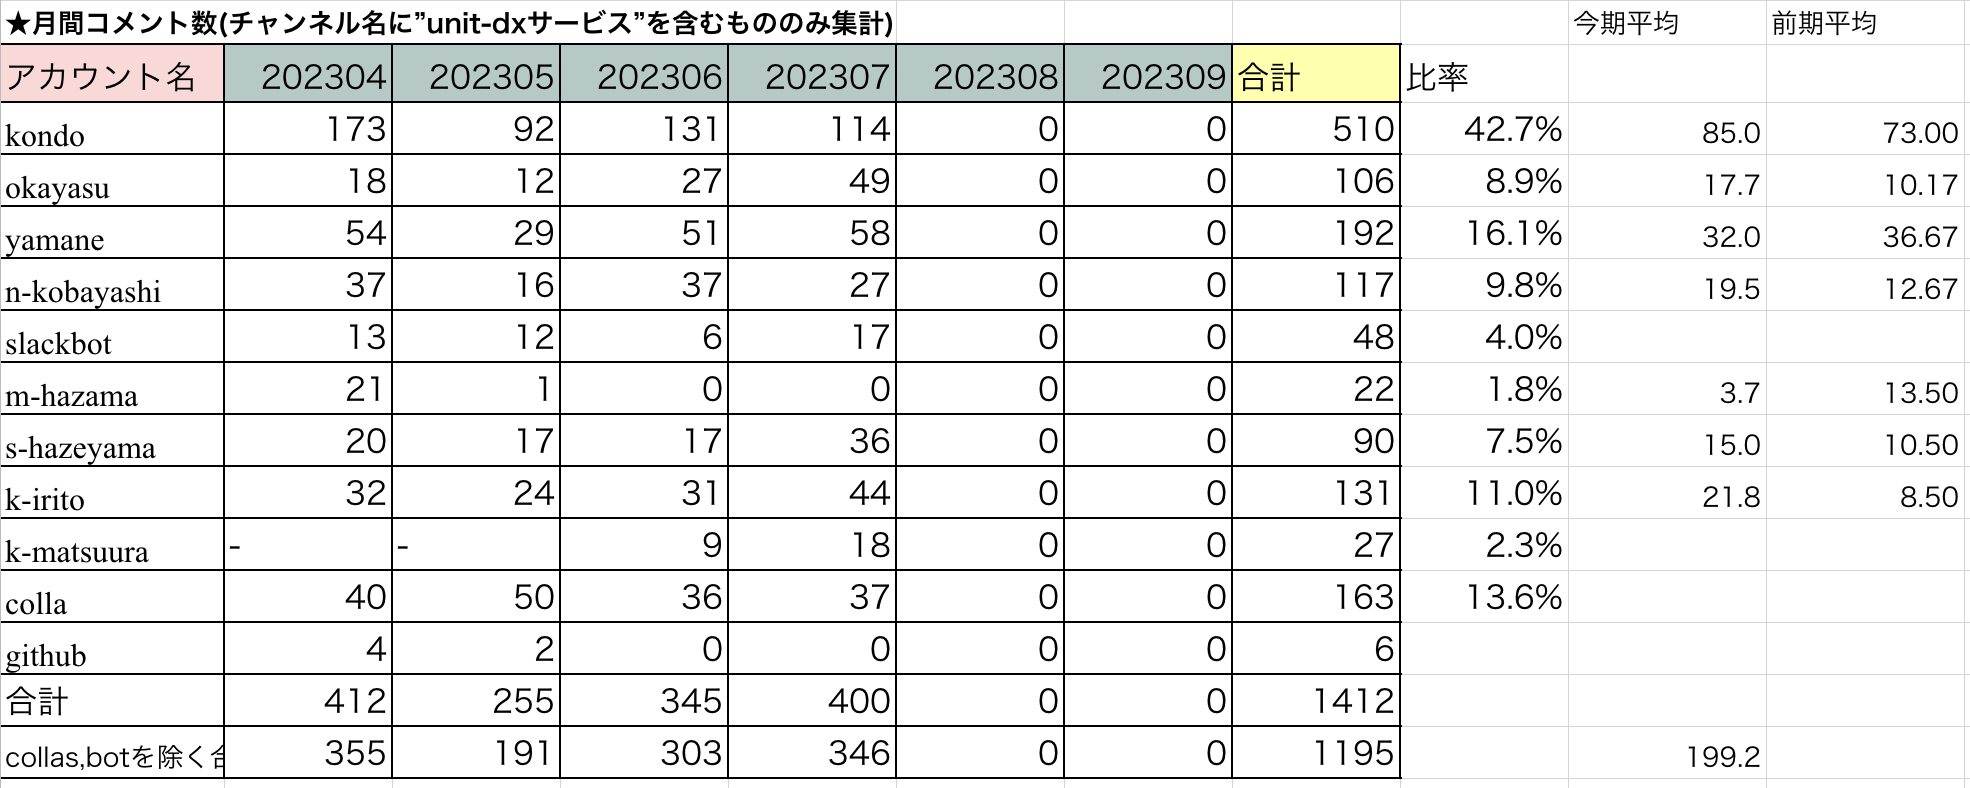 ★月間コメント数(チャンネル名に”unit-dxサービス”を含むもののみ集計) 今期平均 前期平均
アカウント名 202304 202305 202306 202307 202308 202309 合計 比率
kondo 173 92 131 114 0 0 510 42.7% 85.0 73.00
okayasu 18 12 27 49 0 0 106 8.9% 17.7 10.17
yamane 54 29 51 58 0 0 192 16.1% 32.0 36.67
n-kobayashi 37 16 37 27 0 0 117 9.8% 19.5 12.67
slackbot 13 12 6 17 0 0 48 4.0%
m-hazama 21 1 0 0 0 0 22 1.8% 3.7 13.50
s-hazeyama 20 17 17 36 0 0 90 7.5% 15.0 10.50
k-irito 32 24 31 44 0 0 131 11.0% 21.8 8.50
k-matsuura - - 9 18 0 0 27 2.3%
colla 40 50 36 37 0 0 163 13.6%
github 4 2 0 0 0 0 6
合計 412 255 345 400 0 0 1412
collas,botを除く 355 191 303 346 0 0 1195 199.2